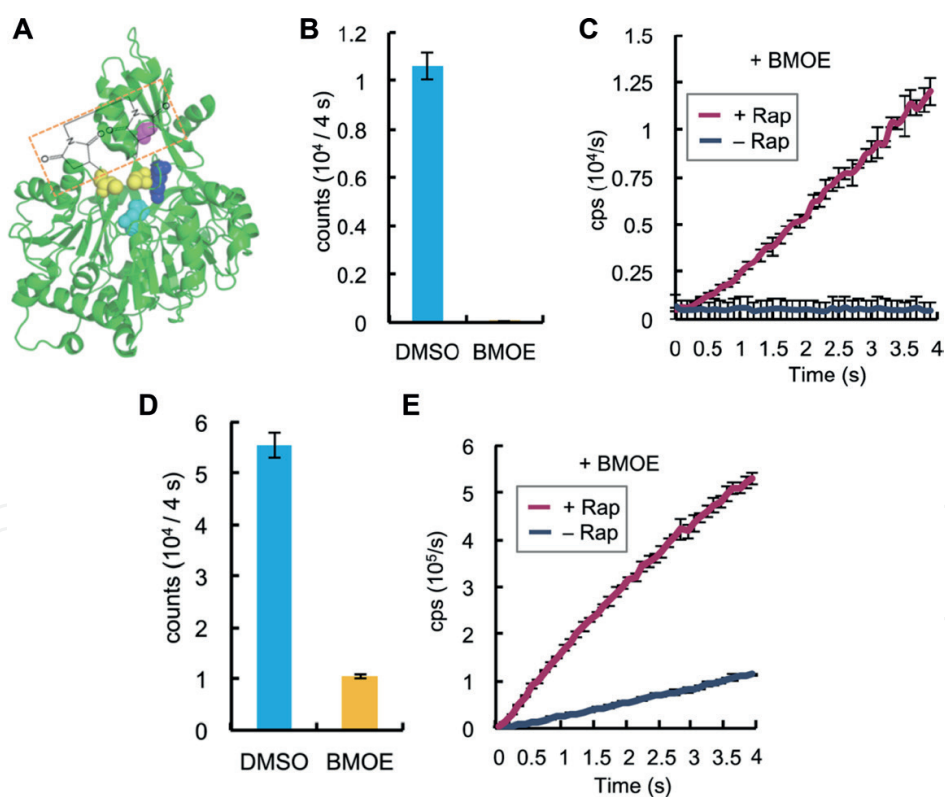 A
B
counts (10⁴ / 4 s)
1.2
1
0.8
0.6
0.4
0.2
0
DMSO BMOE
C
cps (10⁴/s)
1.5
1.25
1
0.75
0.5
0.25
0
+ BMOE
+ Rap
– Rap
0 0.5 1 1.5 2 2.5 3 3.5 4
Time (s)
N
O
O
N
O
O
D
counts (10⁴ / 4 s)
6
5
4
3
2
1
0
DMSO BMOE
E
cps (10⁵/s)
6
5
4
3
2
1
0
+ BMOE
+ Rap
– Rap
0 0.5 1 1.5 2 2.5 3 3.5 4
Time (s)